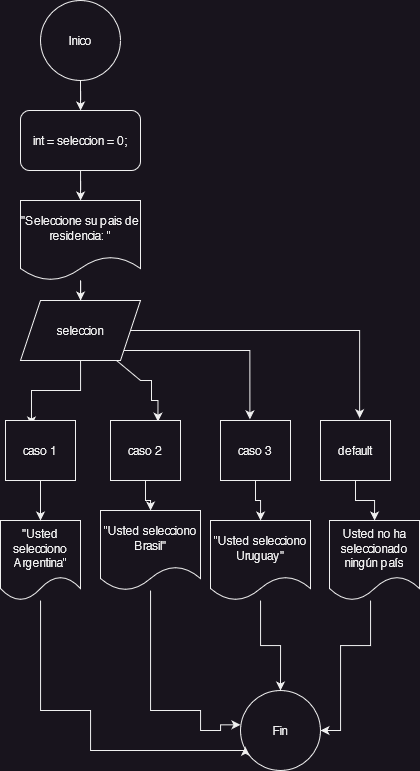 Inico
int = seleccion = 0;
"Seleccione su pais de
residencia: "
seleccion
caso 1
caso 2
caso 3
default
"Usted
selecciono
Argentina"
"Usted selecciono
Brasil"
"Usted selecciono
Uruguay"
Usted no ha
seleccionado
ningún país
Fin